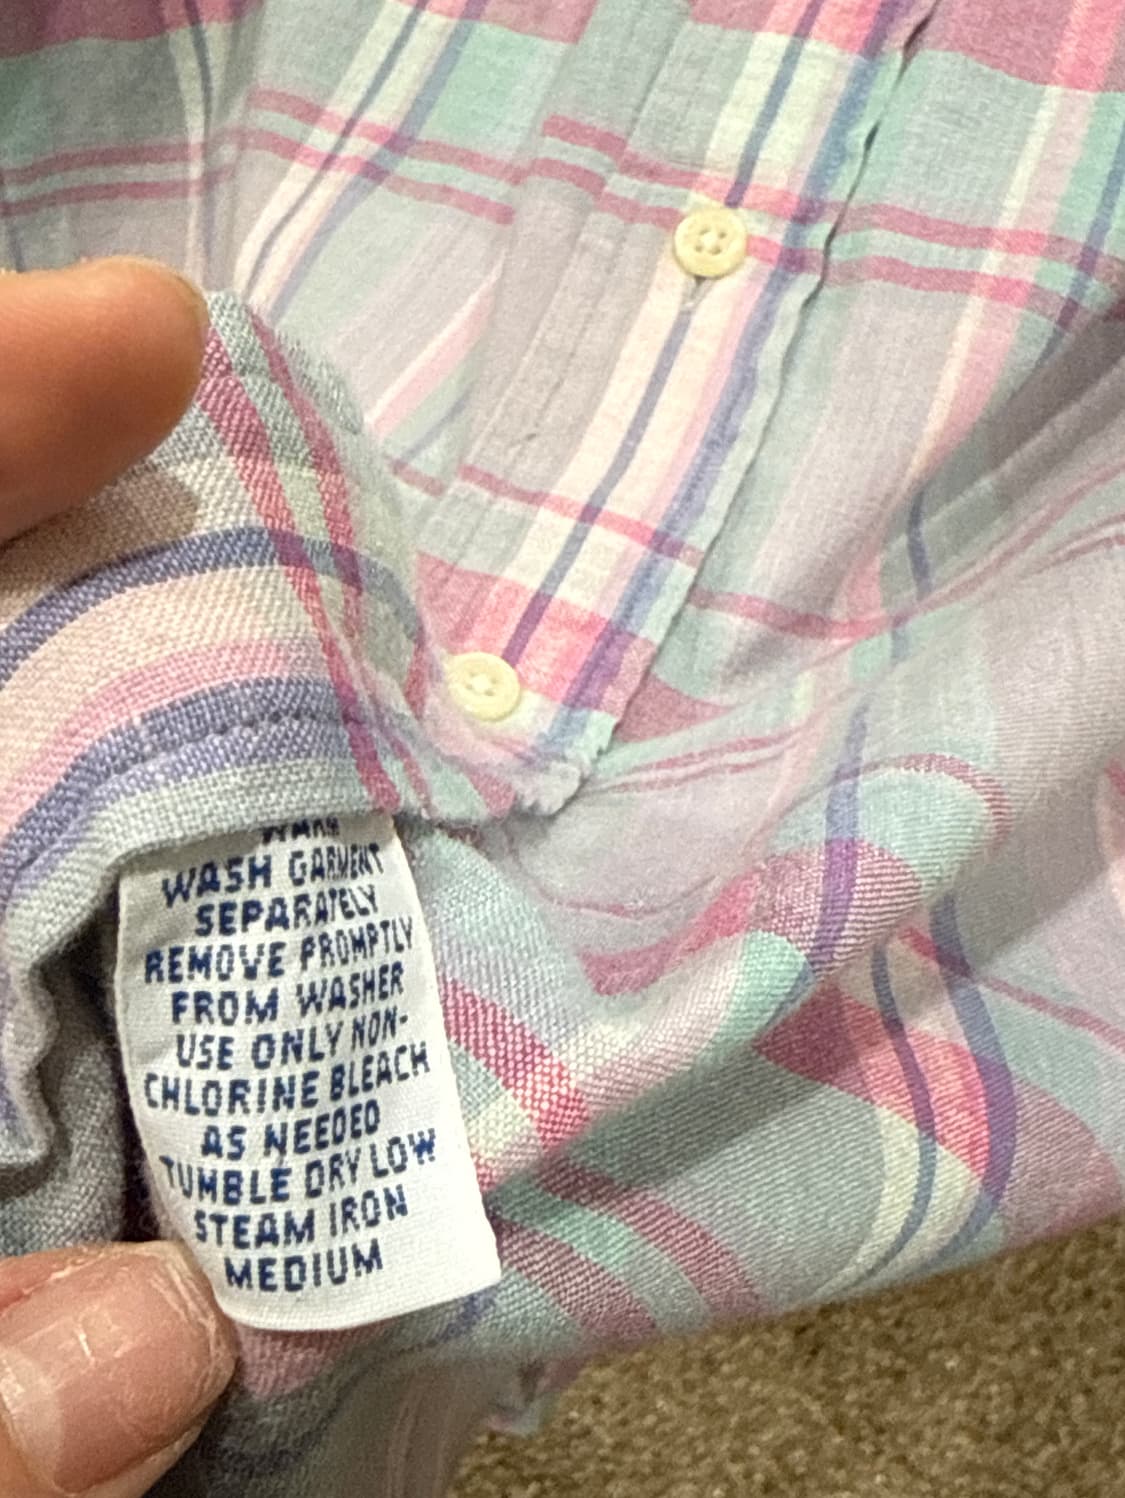 WARM
WASH GARMENT
SEPARATELY
REMOVE PROMPTLY
FROM WASHER
USE ONLY NON-
CHLORINE BLEACH
AS NEEDED
TUMBLE DRY LOW
STEAM IRON
MEDIUM